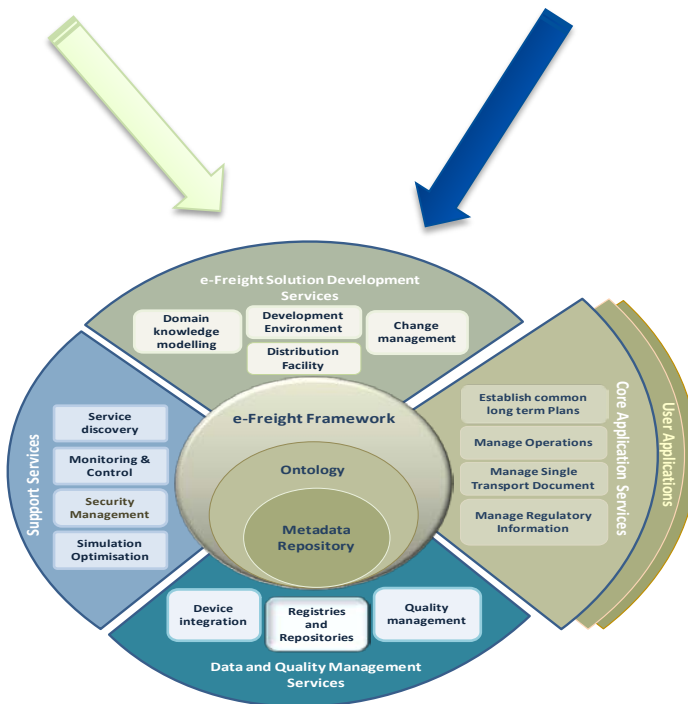 e-Freight Solution Development
Services
Domain
knowledge
modelling
Development
Environment
Distribution
Facility
Change
management
Support Services
Service
discovery
Monitoring &
Control
Security
Management
Simulation
Optimisation
e-Freight Framework
Ontology
Metadata
Repository
Establish common
long term Plans
Manage Operations
Manage Single
Transport Document
Manage Regulatory
Information
Core Application Services
User Applications
Device
integration
Registries
and
Repositories
Quality
management
Data and Quality Management
Services